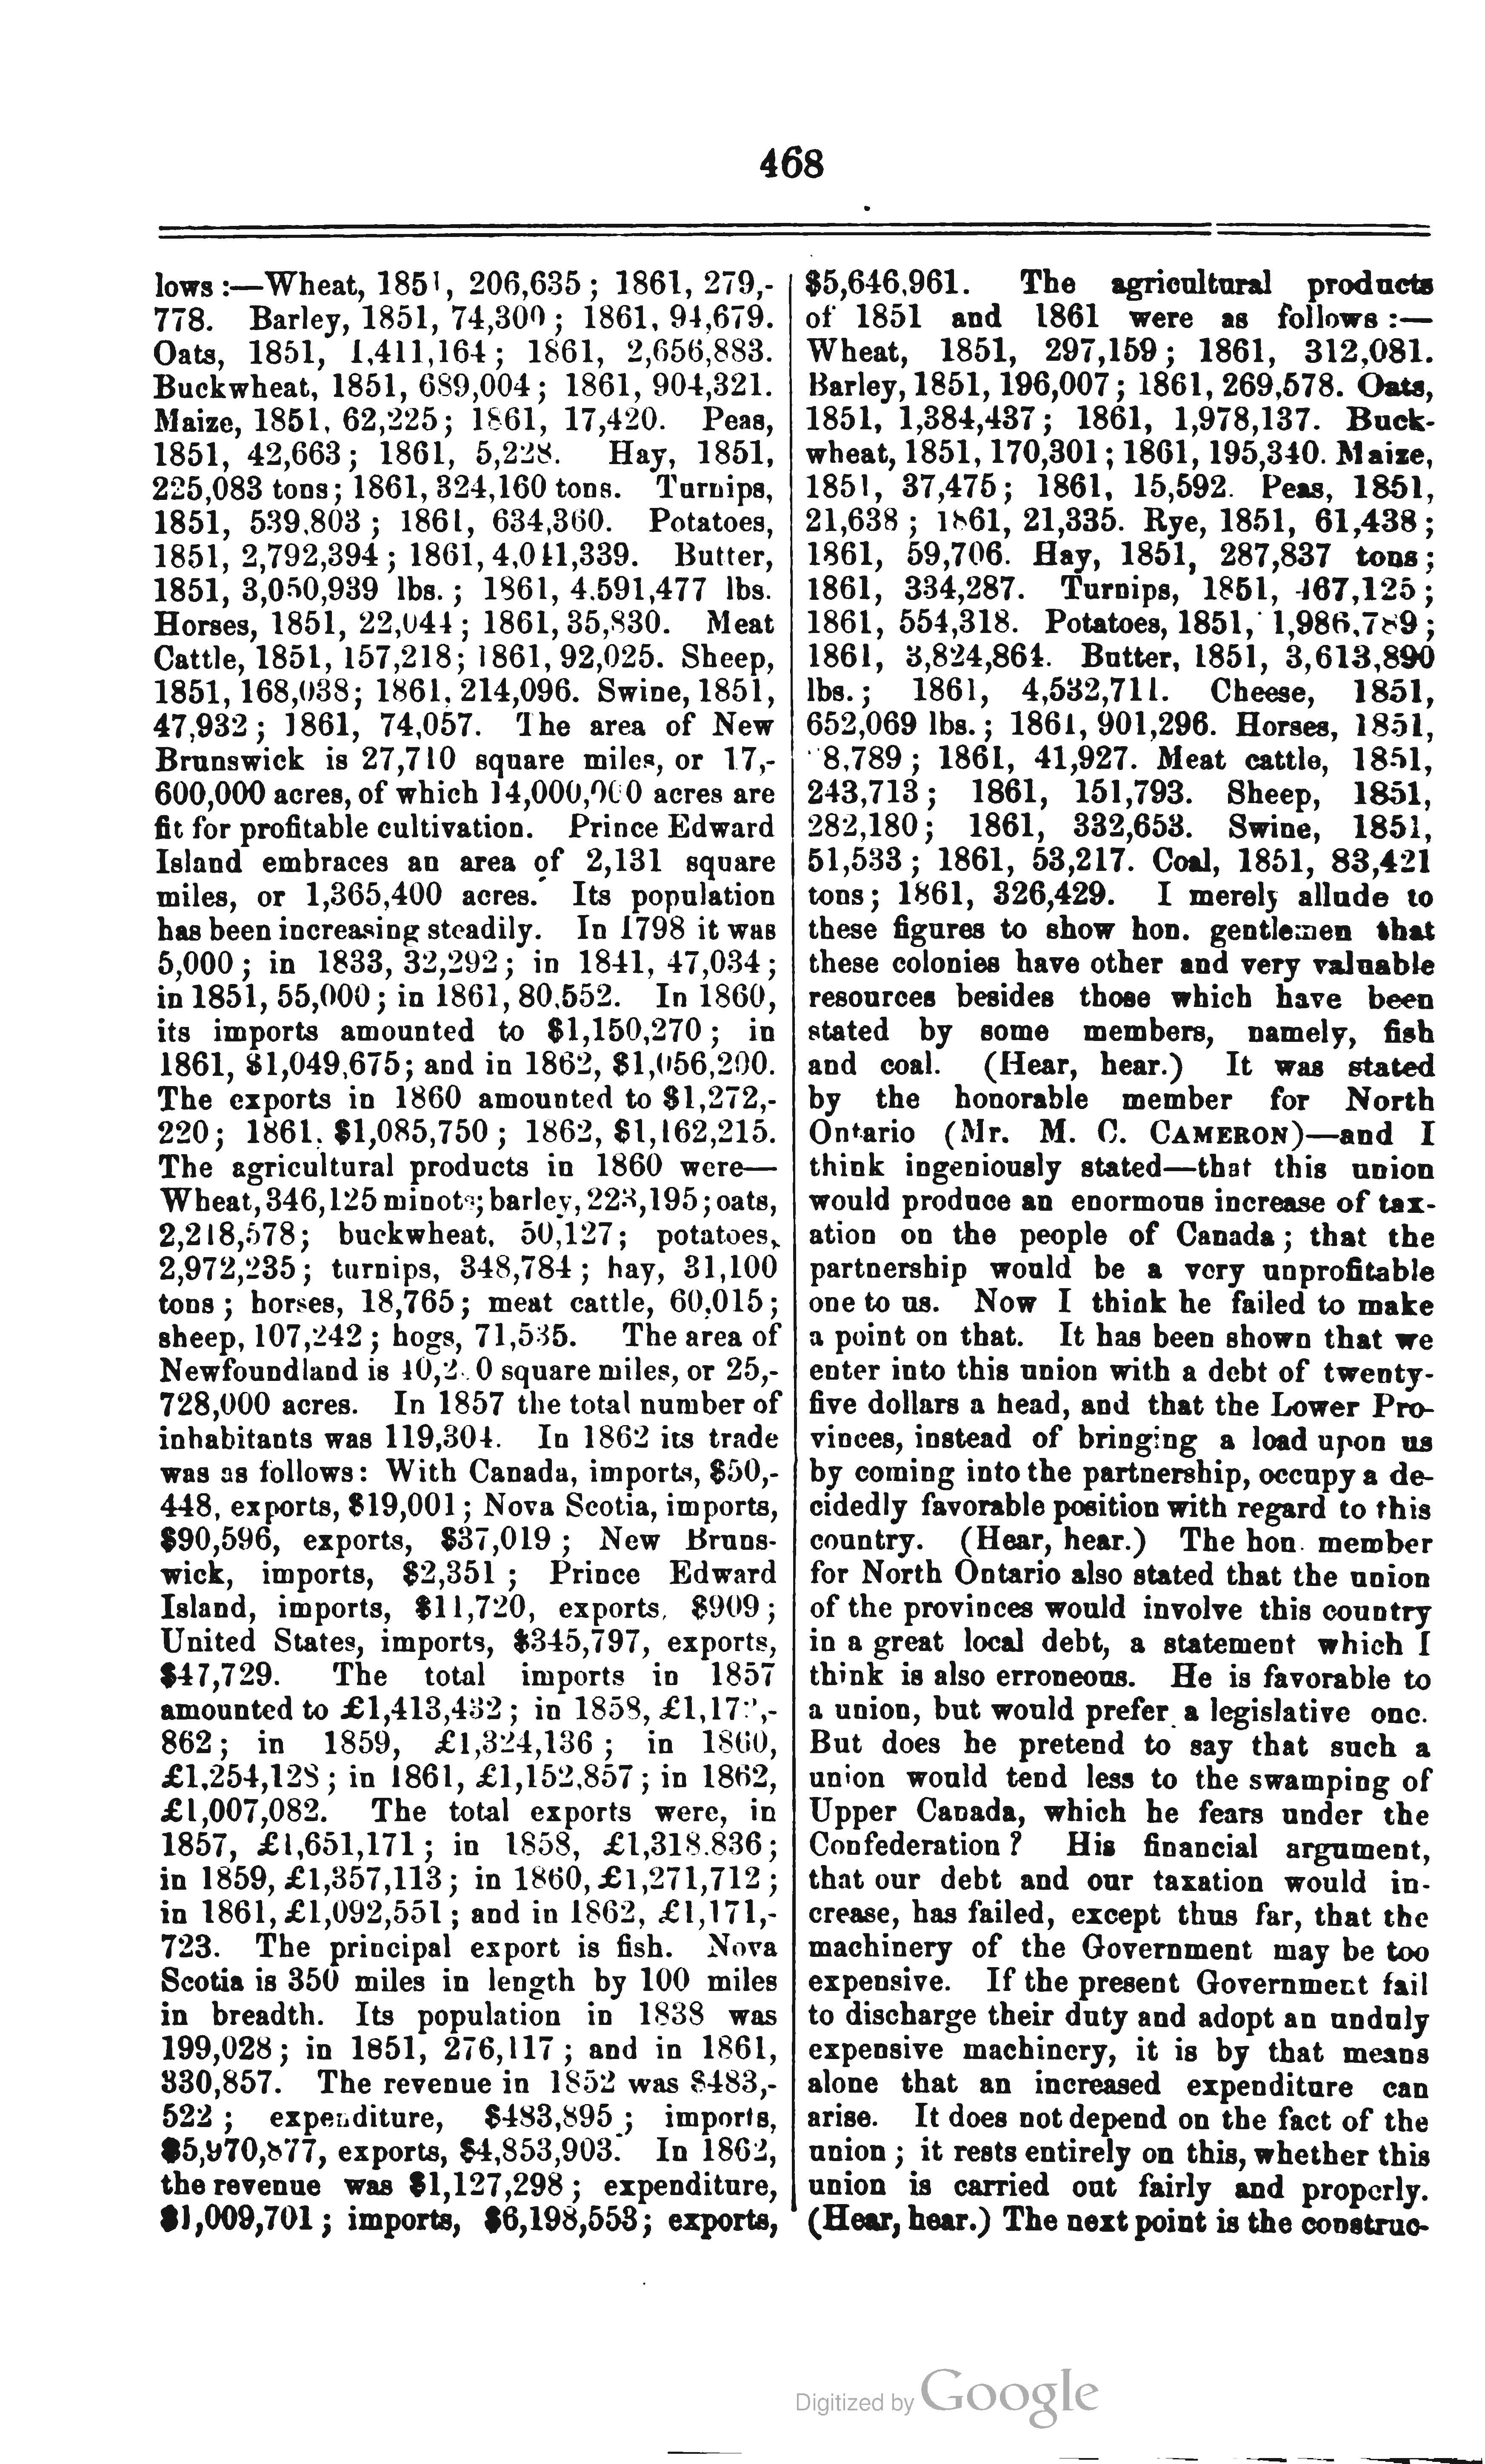 468
lows :—Wheat, 1851, 206,635 ; 1861, 279,-
778. Barley, 1851, 74,300 ; 1861, 94,679.
Oats, 1851, 1,411,164 ; 1861, 2,656,883.
Buckwheat, 1851, 689,004 ; 1861, 904,321.
Maize, 1851, 62,225 ; 1861, 17,420. Peas,
1851, 42,663 ; 1861, 5,228. Hay, 1851,
225,083 tons ; 1861, 324,160 tons. Turnips,
1851, 539,803 ; 1861, 634,360. Potatoes,
1851, 2,792,394 ; 1861, 4,041,339. Butter,
1851, 3,050,939 lbs. ; 1861, 4.591,477 lbs.
Horses, 1851, 22,044 ; 1861, 35,830. Meat
Cattle, 1851, 157,218 ; 1861, 92,025. Sheep,
1851, 168,038 ; 1861, 214,096. Swine, 1851,
47,932 ; 1861, 74,057. The area of New
Brunswick is 27,710 square miles, or 17,-
600,000 acres, of which 14,000,000 acres are
fit for profitable cultivation. Prince Edward
Island embraces an area of 2,131 square
miles, or 1,365,400 acres. Its population
has been increasing steadily. In 1798 it was
5,000 ; in 1833, 32,292 ; in 1841, 47,034 ;
in 1851, 55,000 ; in 1861, 80,552. In 1860,
its imports amounted to $1,150,270 ; in
1861, $1,049,675 ; and in 1862, $1,056,200.
The exports in 1860 amounted to $1,272,-
220 ; 1861, $1,085,750 ; 1862, $1,162,215.
The agricultural products in 1860 were—
Wheat, 346,125 minots ; barley, 223,195 ; oats,
2,218,578 ; buckwheat, 50,127 ; potatoes,
2,972,235 ; turnips, 348,784 ; hay, 31,100
tons ; horses, 18,765 ; meat cattle, 60,015 ;
sheep, 107,242 ; hogs, 71,535. The area of
Newfoundland is square miles, or 25,-
728,000 acres. In 1857 the total number of
inhabitants was 119,304. In 1862 its trade
was as follows : With Canada, imports, $50,-
448, exports, $19,001 ; Nova Scotia, imports,
$90,596, exports, $37,019 ; New Bruns-
wick, imports, $2,351 ; Prince Edward
Island, imports, $11,720, exports, $909 ;
United States, imports, $345,797, exports,
$47,729. The total imports in 1857
amounted to £1,413,432 ; in 1858,
862 ; in 1859, £1,324,136 ; in 1860,
£1,254,128 ; in 1861, £1,152,857 ; in 1862,
£1,007,082. The total exports were, in
1857, £1,651,171 ; in 1858, £1,318.836 ;
in 1859, £1,357,113 ; in 1860, £1,271,712 ;
in 1861, £1,092,551 ; and in 1862, £1,171,-
723. The principal export is fish. Nova
Scotia is 350 miles in length by 100 miles
in breadth. Its population in 1838 was
199,028 ; in 1851, 276,117 ; and in 1861,
330,857. The revenue in 1852 was $483,-
522 ; expenditure, $483,895 ; imports,
$5,970,877, exports, $4,853,903. In 1862,
the revenue was $1,127,298 ; expenditure,
$1,009,701 ; imports, $6,198,553 ; exports,
$5,646,961. The agricultural products
of 1851 and 1861 were as follows :—
Wheat, 1851, 297,159 ; 1861, 312,081.
Barley, 1851, 196,007 ; 1861, 269,578. Oats,
1851, 1,384,437 ; 1861, 1,978,137. Buck-
wheat, 1851, 170,301 ; 1861, 195,340. Maize,
1851, 37,475 ; 1861, 15,592. Peas, 1851,
21,638 ; 1861, 21,335. Rye, 1851, 61,438 ;
1861, 59,706. Hay, 1851, 287,837 tons ;
1861, 334,287. Turnips, 1851, 467,125 ;
1861, 554,318. Potatoes, 1851, 1,986,789 ;
1861, 3,824,864. Butter, 1851, 3,613,890
lbs. ; 1861, 4,532,711. Cheese, 1851,
652,069 lbs. ; 1861, 901,296. Horses, 1851,
8,789 ; 1861, 41,927. Meat cattle, 1851,
243,713 ; 1861, 151,793. Sheep, 1851,
282,180 ; 1861, 332,653. Swine, 1851,
51,533 ; 1861, 53,217. Coal, 1851, 83,421
tons ; 1861, 326,429. I merely allude to
these figures to show hon. gentlemen that
these colonies have other and very valuable
resources besides those which have been
stated by some members, namely, fish
and coal. (Hear, hear.) It was stated
by the honorable member for North
Ontario (Mr. M. C. CAMERON)—and I
think ingeniously stated—that this union
would produce an enormous increase of tax-
ation on the people of Canada ; that the
partnership would be a very unprofitable
one to us. Now I think he failed to make
a point on that. It has been shown that we
enter into this union with a debt of twenty-
five dollars a head, and that the Lower Pro-
vinces, instead of bringing a load upon us
by coming into the partnership, occupy a de-
cidedly favorable position with regard to this
country. (Hear, hear.) The hon. member
for North Ontario also stated that the union
of the provinces would involve this country
in a great local debt, a statement which I
think is also erroneous. He is favorable to
a union, but would prefer a legislative one.
But does he pretend to say that such a
union would tend less to the swamping of
Upper Canada, which he fears under the
Confederation ? His financial argument,
that our debt and our taxation would in-
crease, has failed, except thus far, that the
machinery of the Government may be too
expensive. If the present Government fail
to discharge their duty and adopt an unduly
expensive machinery, it is by that means
alone that an increased expenditure can
arise. It does not depend on the fact of the
union ; it rests entirely on this, whether this
union is carried out fairly and properly.
(Hear, hear.) The next point is the construc-
Digitized by Google